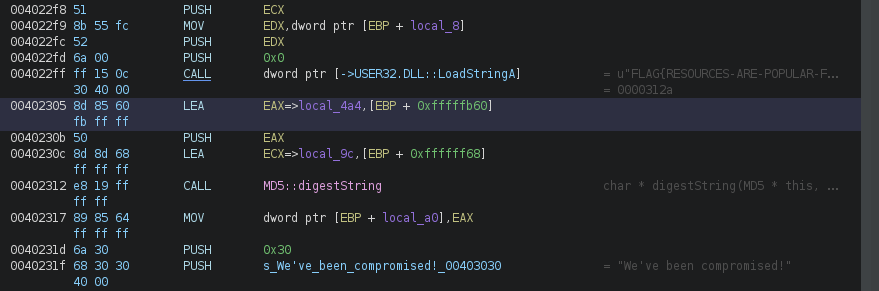 004022f8 51 PUSH ECX
004022f9 8b 55 fc MOV EDX,dword ptr [EBP + local_8]
004022fc 52 PUSH EDX
004022fd 6a 00 PUSH 0x0
004022ff ff 15 0c CALL dword ptr [->USER32.DLL::LoadStringA] = u"FLAG{RESOURCES-ARE-POPULAR-F...
30 40 00 = 0000312a
00402305 8d 85 60 LEA EAX=>local_4a4,[EBP + 0xfffffb60]
fb ff ff
0040230b 50 PUSH EAX
0040230c 8d 8d 68 LEA ECX=>local_9c,[EBP + 0xffffff68]
ff ff ff
00402312 e8 19 ff CALL MD5::digestString char * digestString(MD5 * this, ...
ff ff
00402317 89 85 64 MOV dword ptr [EBP + local_a0],EAX
ff ff ff
0040231d 6a 30 PUSH 0x30
0040231f 68 30 30 PUSH s_We've_been_compromised!_00403030 = "We've been compromised!"
40 00